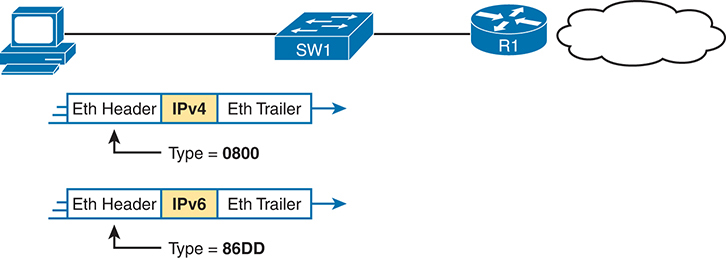 SW1
R1
Eth Header IPv4 Eth Trailer
Type = 0800
Eth Header IPv6 Eth Trailer
Type = 86DD